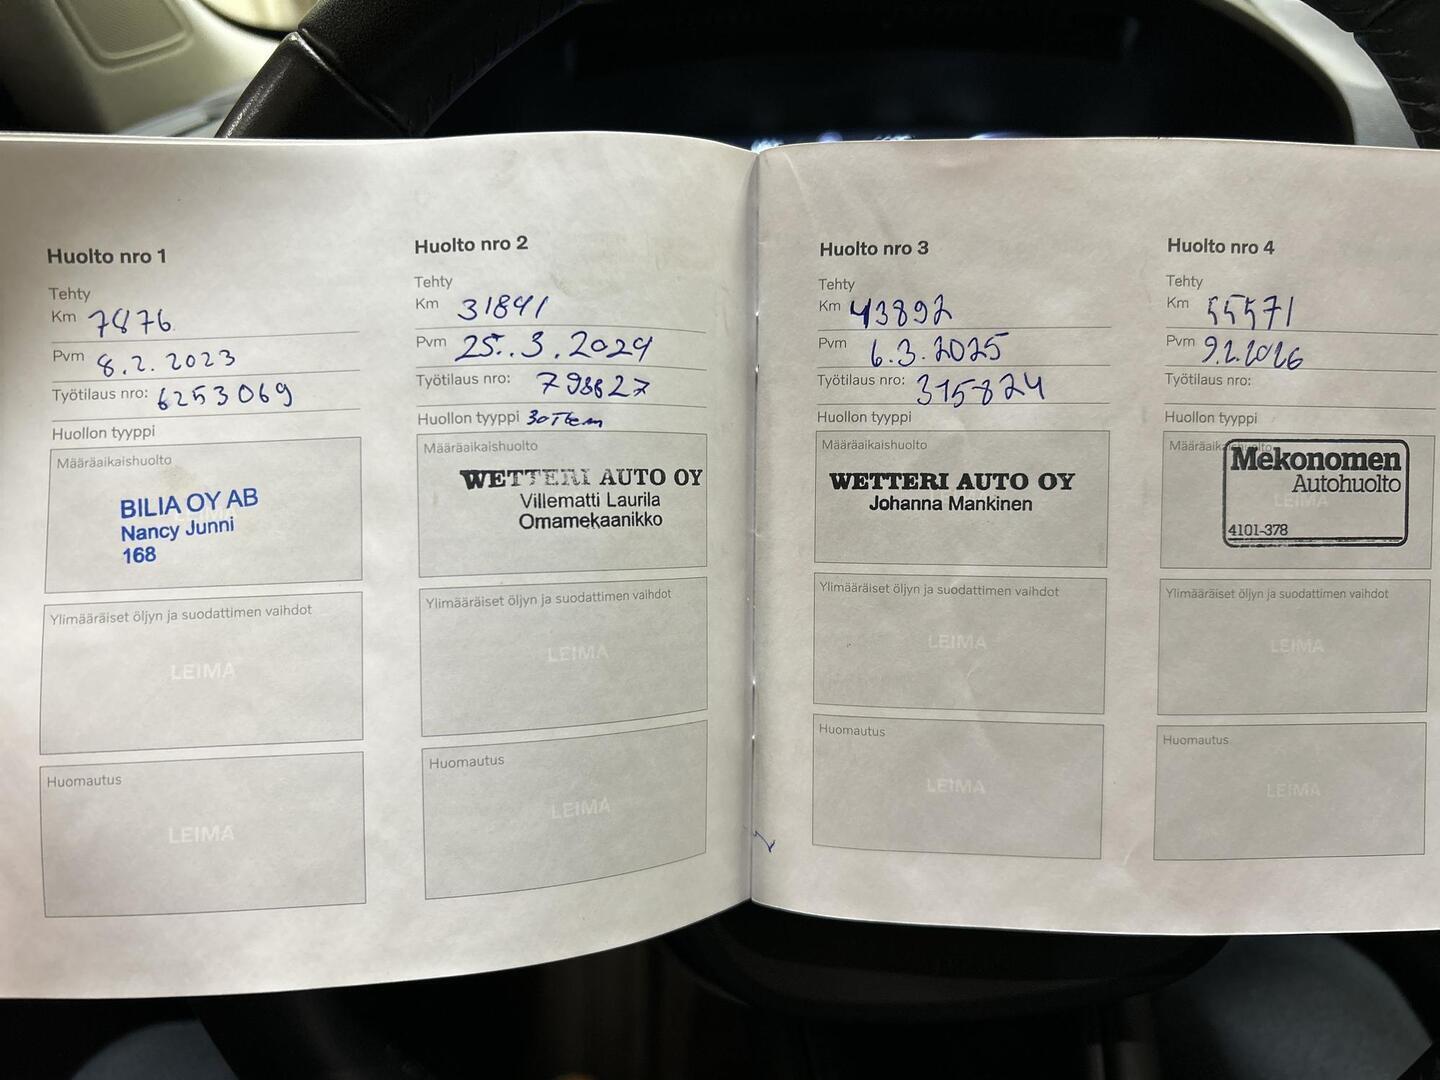 Huolto nro 1
Tehty
Km 7876
Pvm 8.2.2023
Työtilaus nro: 6253069
Huollon tyyppi
Määräaikaishuolto
BILIA OY AB
Nancy Junni
168
Ylimääräiset öljyn ja suodattimen vaihdot
LEIMA
Huomautus
LEIMA
Huolto nro 2
Tehty
Km 31841
Pvm 25.3.2024
Työtilaus nro: 798827
Huollon tyyppi 30Tkm
Määräaikaishuolto
WETTERI AUTO OY
Villematti Laurila
Omamekaanikko
Ylimääräiset öljyn ja suodattimen vaihdot
LEIMA
Huomautus
LEIMA
Huolto nro 3
Tehty
Km 43892
Pvm 6.3.2025
Työtilaus nro: 315824
Huollon tyyppi
Määräaikaishuolto
WETTERI AUTO OY
Johanna Mankinen
Ylimääräiset öljyn ja suodattimen vaihdot
LEIMA
Huomautus
LEIMA
Huolto nro 4
Tehty
Km 55571
Pvm 9.2.2026
Työtilaus nro:
Huollon tyyppi
Määräaikaishuolto
Mekonomen
Autohuolto
LEIMA
4101-378
Ylimääräiset öljyn ja suodattimen vaihdot
LEIMA
Huomautus
LEIMA